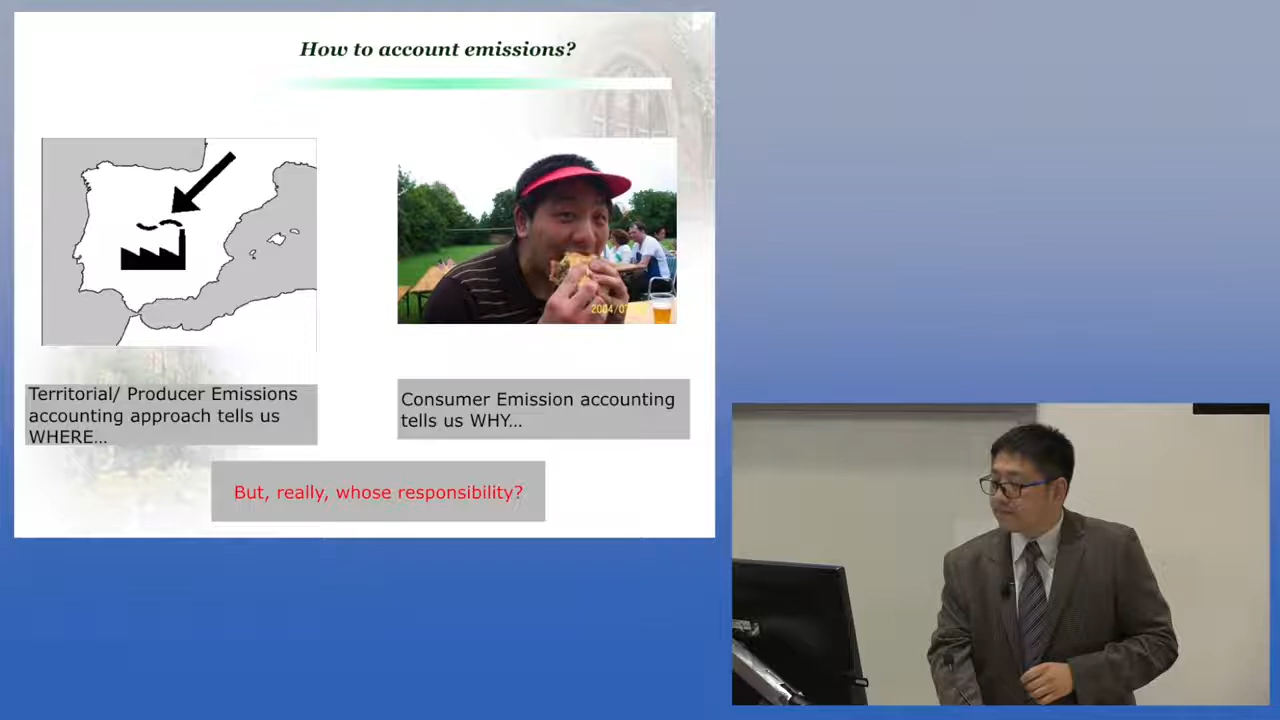 How to account emissions?
Territorial/ Producer Emissions
accounting approach tells us
WHERE...
Consumer Emission accounting
tells us WHY...
But, really, whose responsibility?